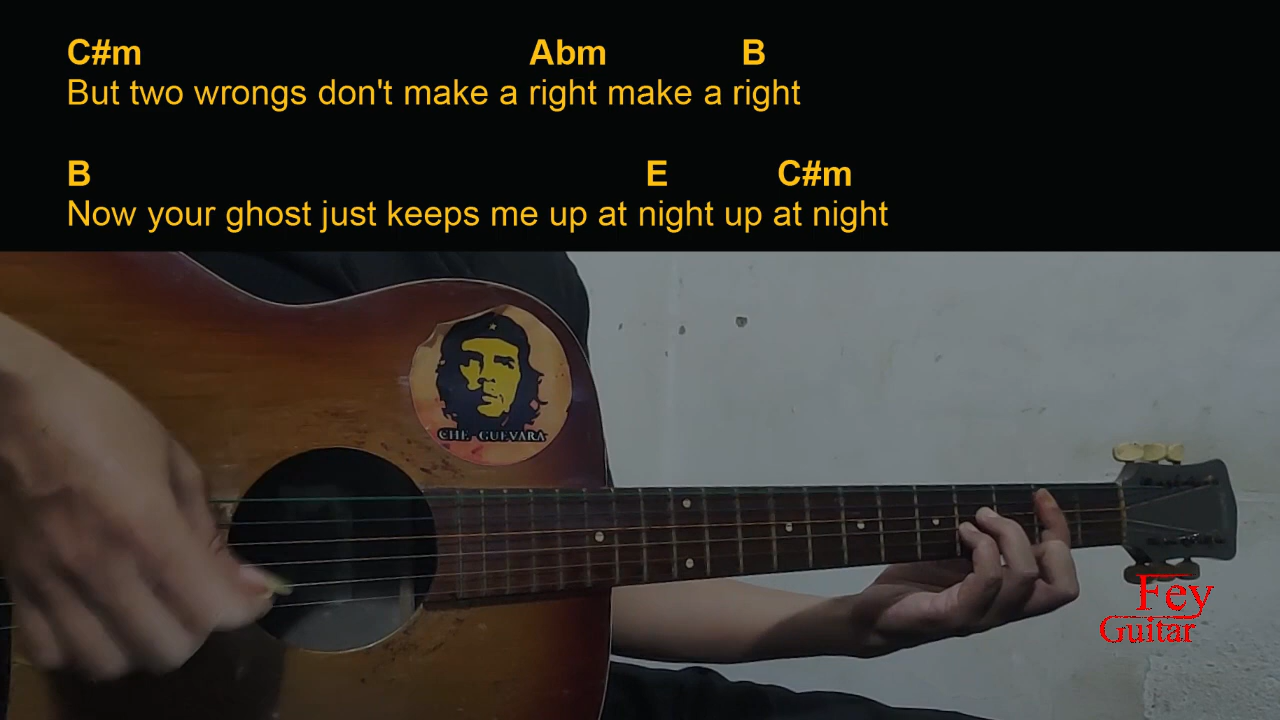 C#m Abm B
But two wrongs don't make a right make a right
B E C#m
Now your ghost just keeps me up at night up at night
CHE GUEVARA
Fey
Guitar